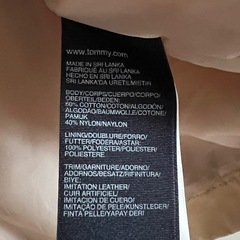 www.tommy.com
MADE IN SRI LANKA
FABRIQUÉ AU SRI LANKA
HECHO EN SRI LANKA
SRI LANKA'DA ÜRETILMISTIR
BODY/CORPS/CUERPO/CORPO/
OBERTEIL/BEDEN:
60% COTTON/COTON/ALGODÓN/
ALGODÃO/BAUMWOLLE/COTONE/
PAMUK
40% NYLON/NAYLON
LINING/DOUBLURE/FORRO/
FUTTER/FODERA/ASTAR:
100% POLYESTER/POLIÉSTER/
POLIESTERE
TRIM/GARNITURE/ADORNO/
ADORNOS/BESATZ/RIFINITURA/
BIYE:
IMITATION LEATHER/
CUIR ARTIFICIEL/
IMITACION DE CUERO/
IMITAÇÃO DE PELE/KUNSTLEDER/
FINTA PELLE/YAPAY DERI